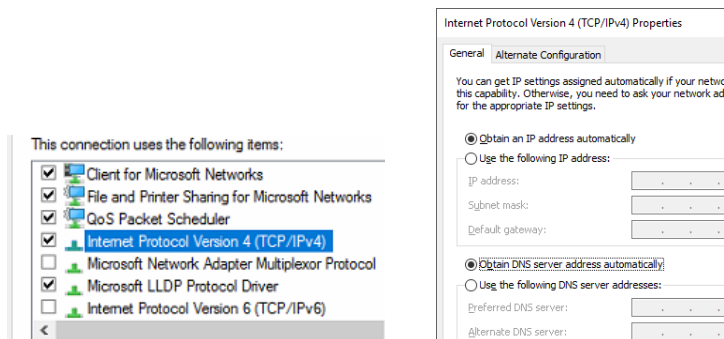 This connection uses the following items:
Client for Microsoft Networks
File and Printer Sharing for Microsoft Networks
QoS Packet Scheduler
Internet Protocol Version 4 (TCP/IPv4)
Microsoft Network Adapter Multiplexor Protocol
Microsoft LLDP Protocol Driver
Internet Protocol Version 6 (TCP/IPv6)
Internet Protocol Version 4 (TCP/IPv4) Properties
General Alternate Configuration
You can get IP settings assigned automatically if your netwo
this capability. Otherwise, you need to ask your network ad
for the appropriate IP settings.
Obtain an IP address automatically
Use the following IP address:
IP address:
Subnet mask:
Default gateway:
Obtain DNS server address automatically
Use the following DNS server addresses:
Preferred DNS server:
Alternate DNS server: